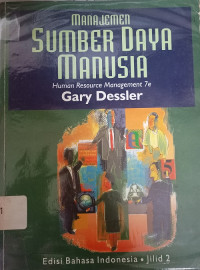 MANAJEMEN
SUMBER DAYA
MANUSIA
Human Resource Management 7e
Gary Dessler
Edisi Bahasa Indonesia • Jilid 2